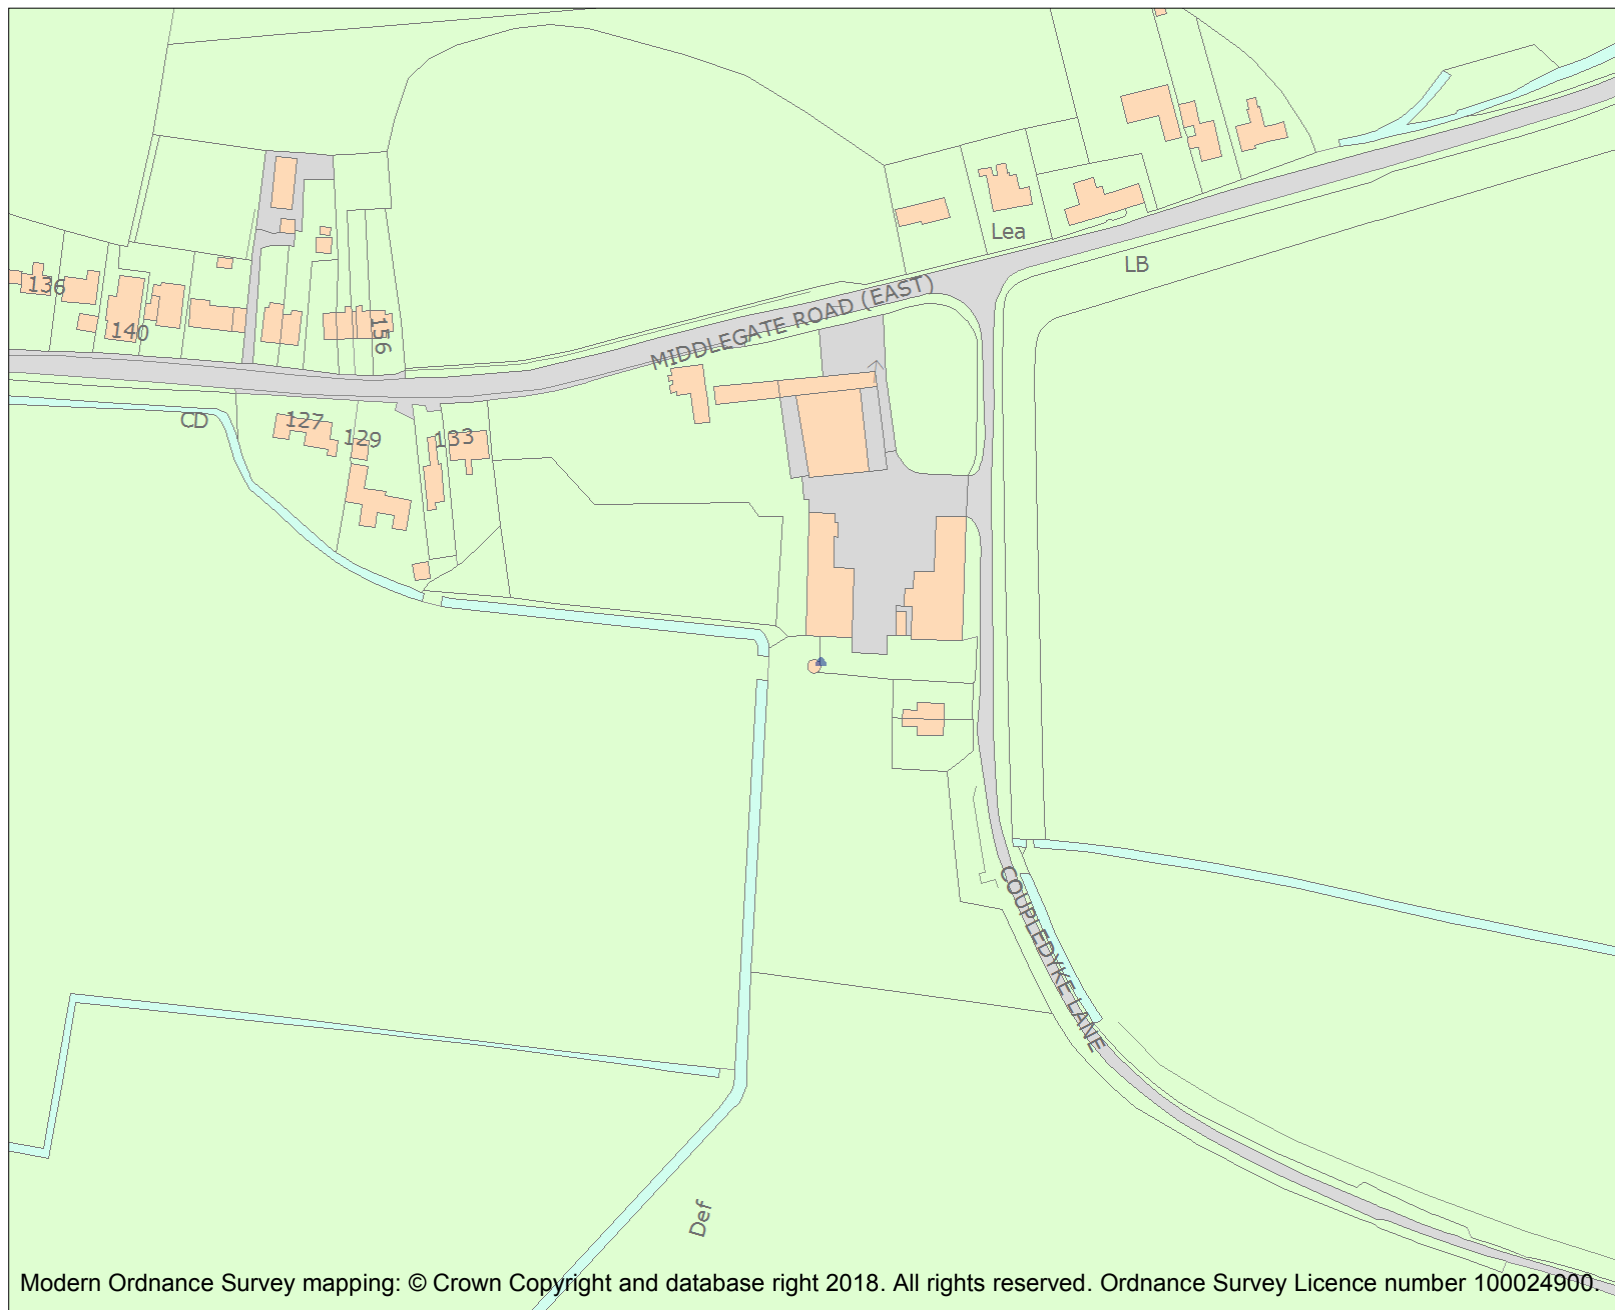 Lea
LB
136
MIDDLEGATE ROAD (EAST)
140
156
CD
127
129
133
COUPLEDYKE LANE
Def
Modern Ordnance Survey mapping: © Crown Copyright and database right 2018. All rights reserved. Ordnance Survey Licence number 100024900.